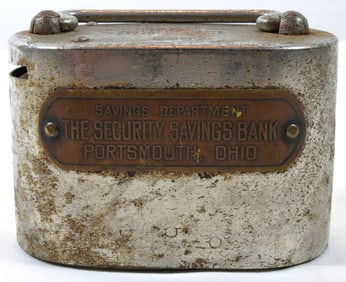 SAVINGS DEPARTMENT
THE SECURITY SAVINGS BANK
PORTSMOUTH, OHIO